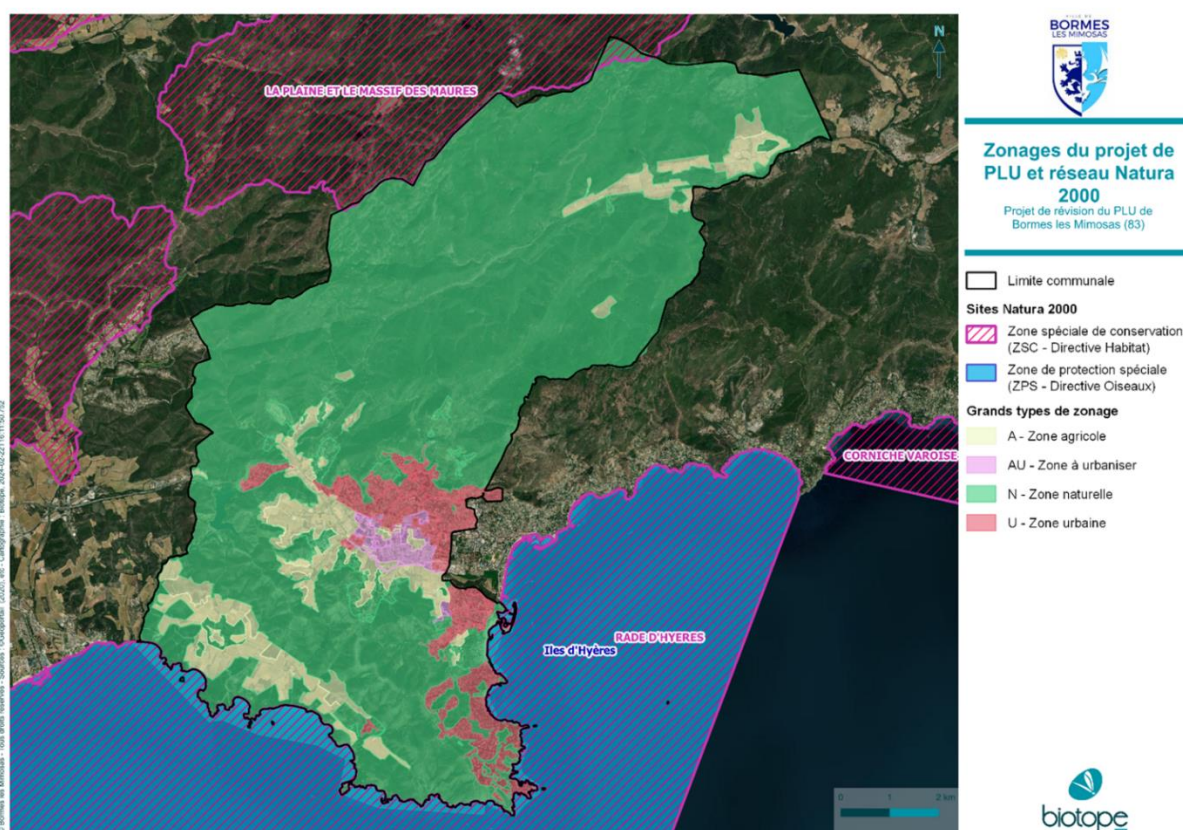 LA PLAINE ET LE MASSIF DES MAURES
N
CORNICHE VAROISE
Iles d'Hyères
RADE D'HYERES
0 1 2 km
VILLE DE
BORMES
LES MIMOSAS
Zonages du projet de
PLU et réseau Natura
2000
Projet de révision du PLU de
Bormes les Mimosas (83)
Limite communale
Sites Natura 2000
Zone spéciale de conservation
(ZSC - Directive Habitat)
Zone de protection spéciale
(ZPS - Directive Oiseaux)
Grands types de zonage
A - Zone agricole
AU - Zone à urbaniser
N - Zone naturelle
U - Zone urbaine
biotope